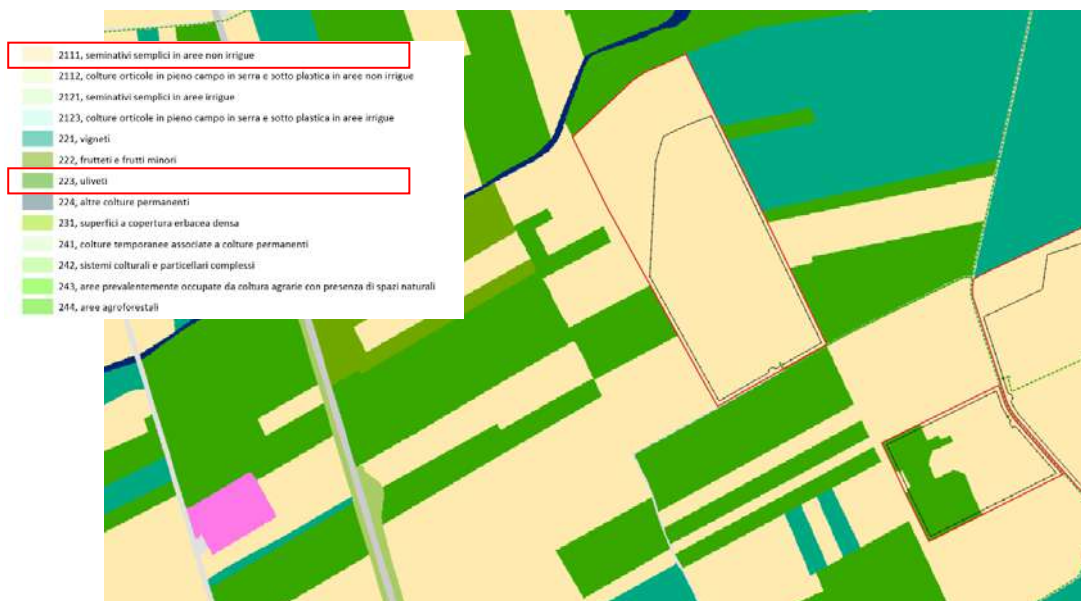 2111, seminativi semplici in aree non irrigue
2112, colture orticole in pieno campo in serra e sotto plastica in aree non irrigue
2121, seminativi semplici in aree irrigue
2123, colture orticole in pieno campo in serra e sotto plastica in aree irrigue
221, vigneti
222, frutteti e frutti minori
223, uliveti
224, altre colture permanenti
231, superfici a copertura erbacea densa
241, colture temporanee associate a colture permanenti
242, sistemi colturali e particellari complessi
243, aree prevalentemente occupate da coltura agrarie con presenza di spazi naturali
244, aree agroforestali